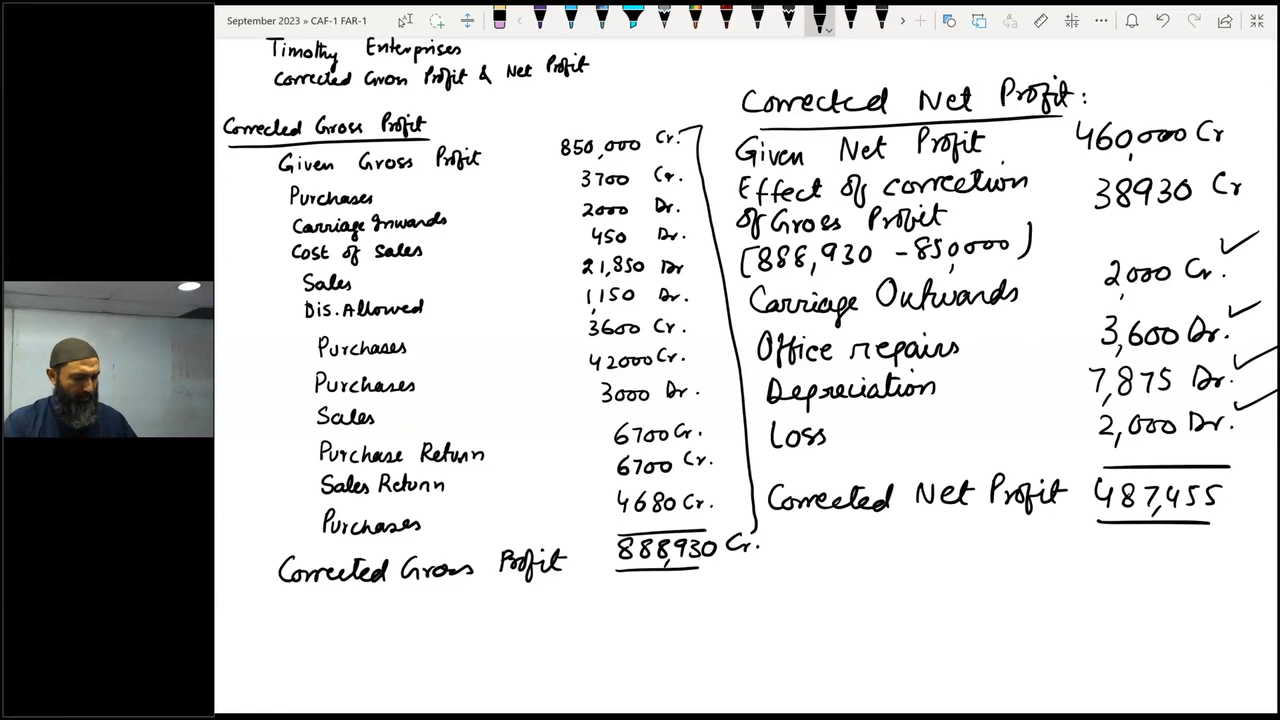 September 2023 » CAF-1 FAR-1
Timothy Enterprises
Corrected Gross Profit & Net Profit
Corrected Gross Profit
Given Gross Profit 850,000 Cr.
Purchases 3700 Cr.
Carriage Inwards 2000 Dr.
Cost of Sales 450 Dr.
Sales 21,850 Dr
Dis. Allowed 1,150 Dr.
Purchases 3600 Cr.
Purchases 42000 Cr.
Sales 3000 Dr.
Purchase Return 6700 Cr.
Sales Return 6700 Cr.
Purchases 4680 Cr.
Corrected Gross Profit 888,930 Cr.
Corrected Net Profit:
Given Net Profit 460,000 Cr
Effect of correction 38930 Cr
of Gross Profit
[888,930 - 850,000)
Carriage Outwards 2,000 Cr.
Office repairs 3,600 Dr.
Depreciation 7,875 Dr.
Loss 2,000 Dr.
Corrected Net Profit 487,455